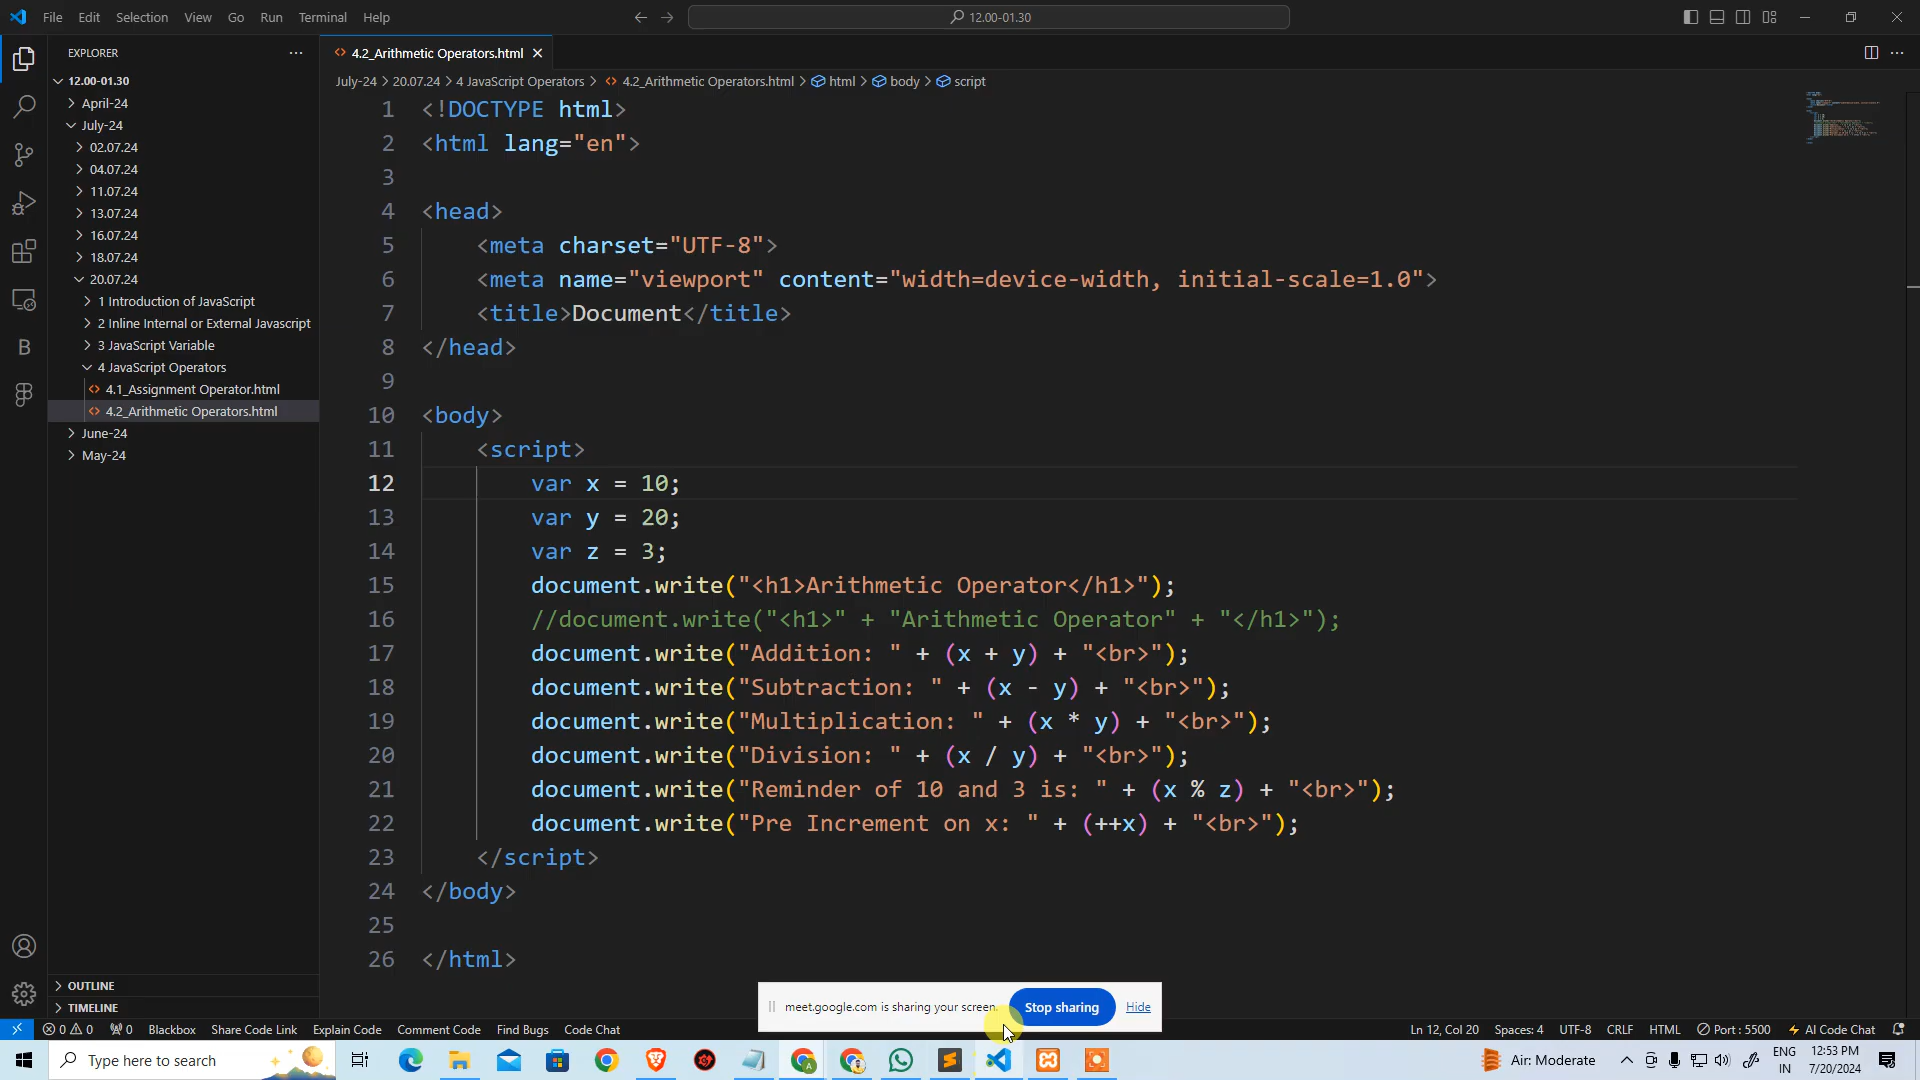 File Edit Selection View Go Run Terminal Help
12.00-01.30
EXPLORER
12.00-01.30
April-24
July-24
02.07.24
04.07.24
11.07.24
13.07.24
16.07.24
18.07.24
20.07.24
1 Introduction of JavaScript
2 Inline Internal or External Javascript
3 JavaScript Variable
4 JavaScript Operators
4.1_Assignment Operator.html
4.2_Arithmetic Operators.html
June-24
May-24
OUTLINE
TIMELINE
4.2_Arithmetic Operators.html
July-24 > 20.07.24 > 4 JavaScript Operators > 4.2_Arithmetic Operators.html > html > body > script
1 <!DOCTYPE html>
2 <html lang="en">
3
4 <head>
5     <meta charset="UTF-8">
6     <meta name="viewport" content="width=device-width, initial-scale=1.0">
7     <title>Document</title>
8 </head>
9
10 <body>
11     <script>
12         var x = 10;
13         var y = 20;
14         var z = 3;
15         document.write("<h1>Arithmetic Operator</h1>");
16         //document.write("<h1>" + "Arithmetic Operator" + "</h1>");
17         document.write("Addition: " + (x + y) + "<br>");
18         document.write("Subtraction: " + (x - y) + "<br>");
19         document.write("Multiplication: " + (x * y) + "<br>");
20         document.write("Division: " + (x / y) + "<br>");
21         document.write("Reminder of 10 and 3 is: " + (x % z) + "<br>");
22         document.write("Pre Increment on x: " + (++x) + "<br>");
23     </script>
24 </body>
25
26 </html>
meet.google.com is sharing your screen. Stop sharing Hide
0 0 0 Blackbox Share Code Link Explain Code Comment Code Find Bugs Code Chat Ln 12, Col 20 Spaces: 4 UTF-8 CRLF HTML Port : 5500 AI Code Chat
Type here to search
Air: Moderate
ENG
IN
12:53 PM
7/20/2024